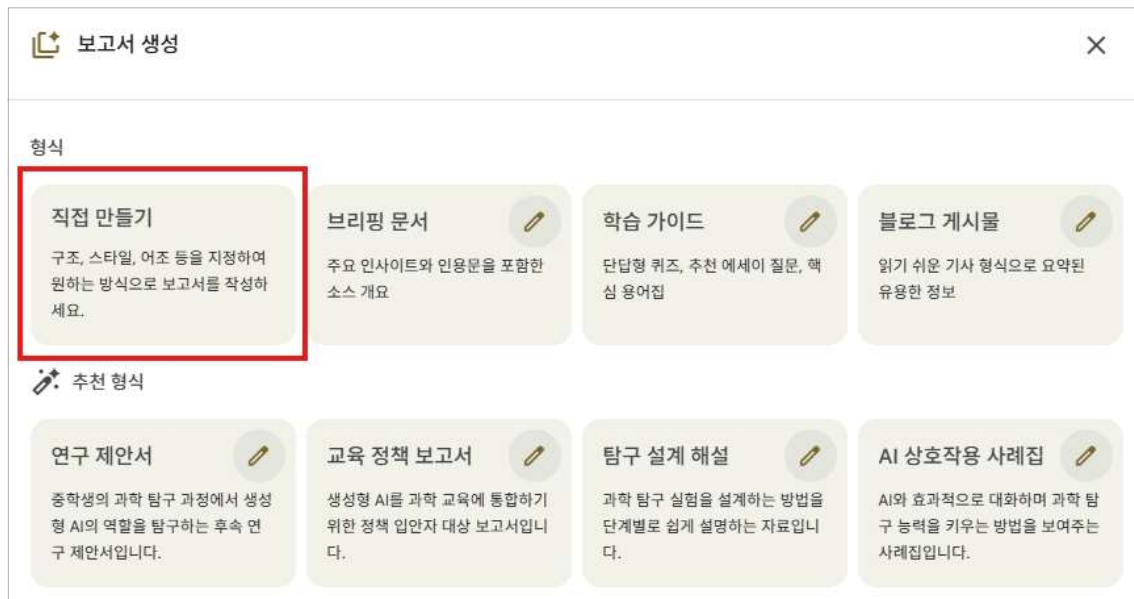 보고서 생성
형식
직접 만들기
구조, 스타일, 어조 등을 지정하여
원하는 방식으로 보고서를 작성하
세요.
브리핑 문서
주요 인사이트와 인용문을 포함한
소스 개요
학습 가이드
단답형 퀴즈, 추천 에세이 질문, 핵
심 용어집
블로그 게시물
읽기 쉬운 기사 형식으로 요약된
유용한 정보
추천 형식
연구 제안서
중학생의 과학 탐구 과정에서 생성
형 AI의 역할을 탐구하는 후속 연
구 제안서입니다.
교육 정책 보고서
생성형 AI를 과학 교육에 통합하기
위한 정책 입안자 대상 보고서입니
다.
탐구 설계 해설
과학 탐구 실험을 설계하는 방법을
단계별로 쉽게 설명하는 자료입니
다.
AI 상호작용 사례집
AI와 효과적으로 대화하며 과학 탐
구 능력을 키우는 방법을 보여주는
사례집입니다.